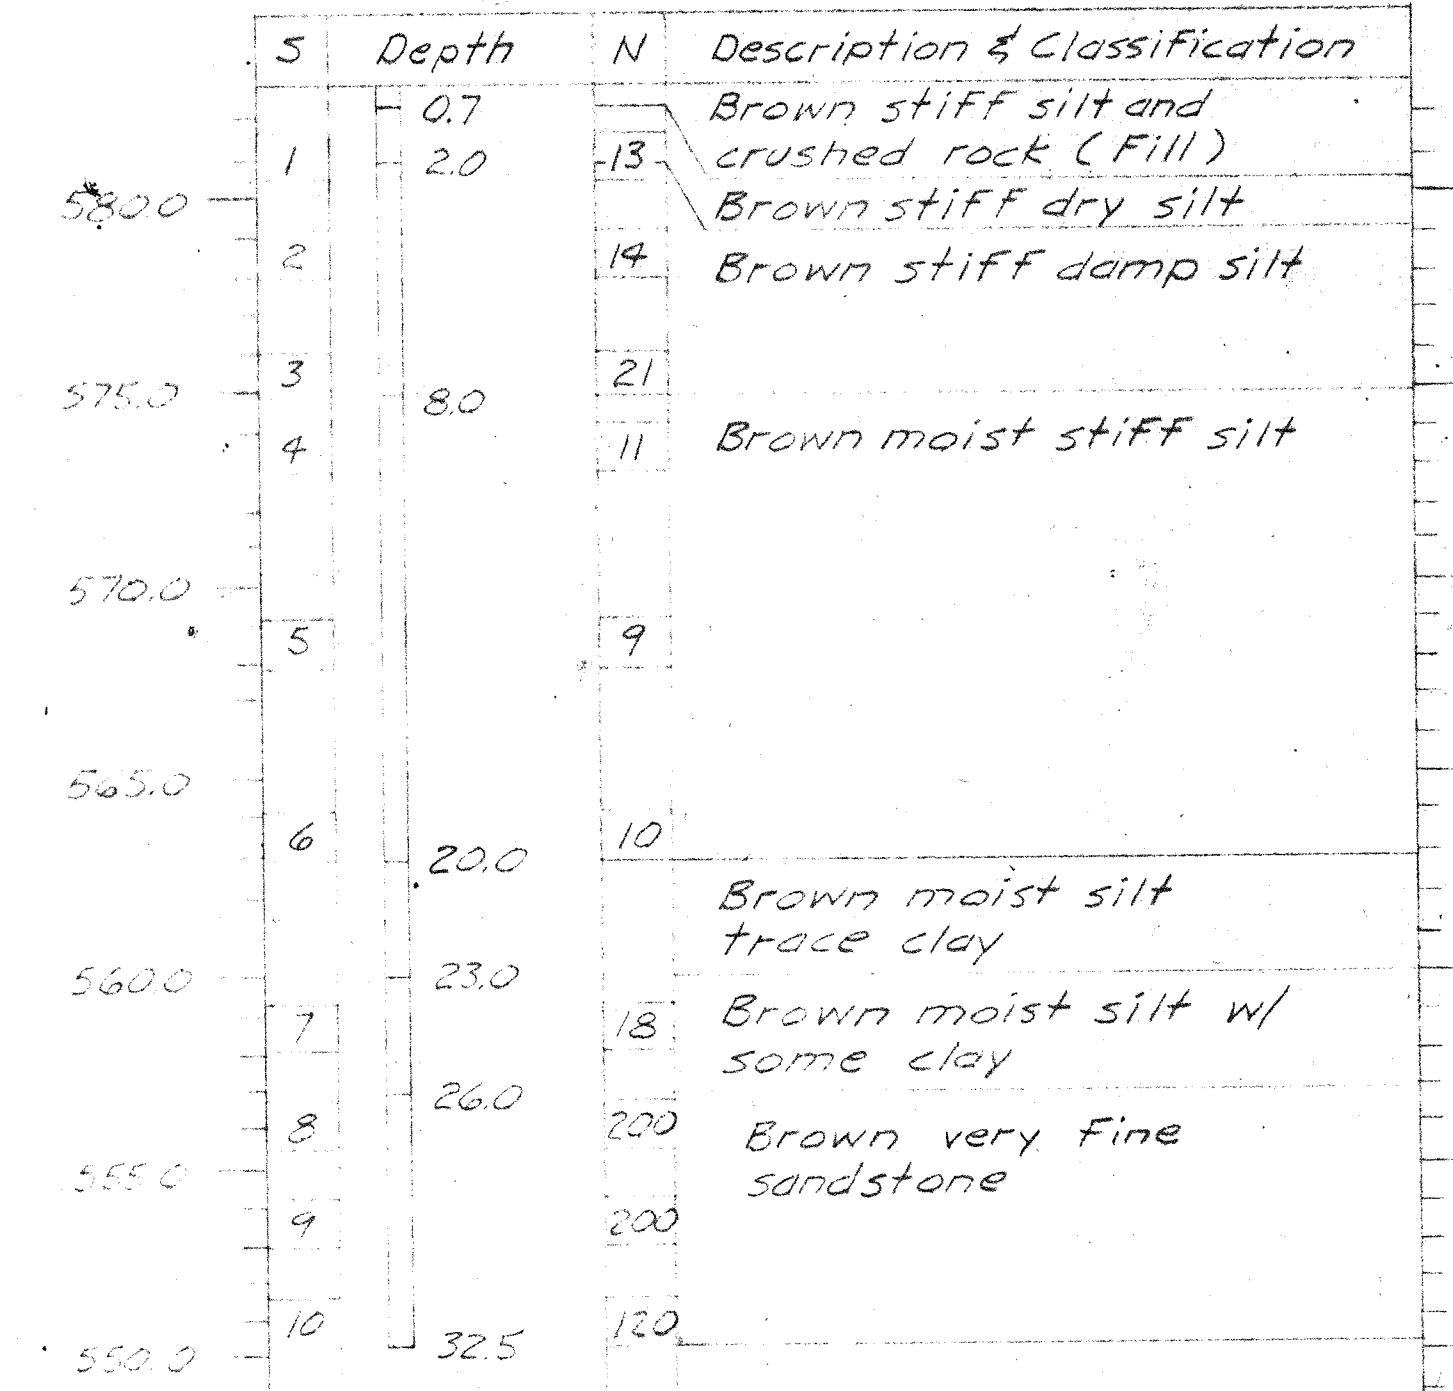 S Depth N Description & Classification
0.7 Brown stiff silt and
1 2.0 13 crushed rock (Fill)
580.0 Brown stiff dry silt
2 14 Brown stiff damp silt
3 21
575.0 8.0
4 11 Brown moist stiff silt
570.0
5 9
565.0
6 10
20.0
Brown moist silt
trace clay
560.0 23.0
7 18 Brown moist silt w/
some clay
26.0
8 200 Brown very fine
555.0 sandstone
9 200
10 120
550.0 32.5